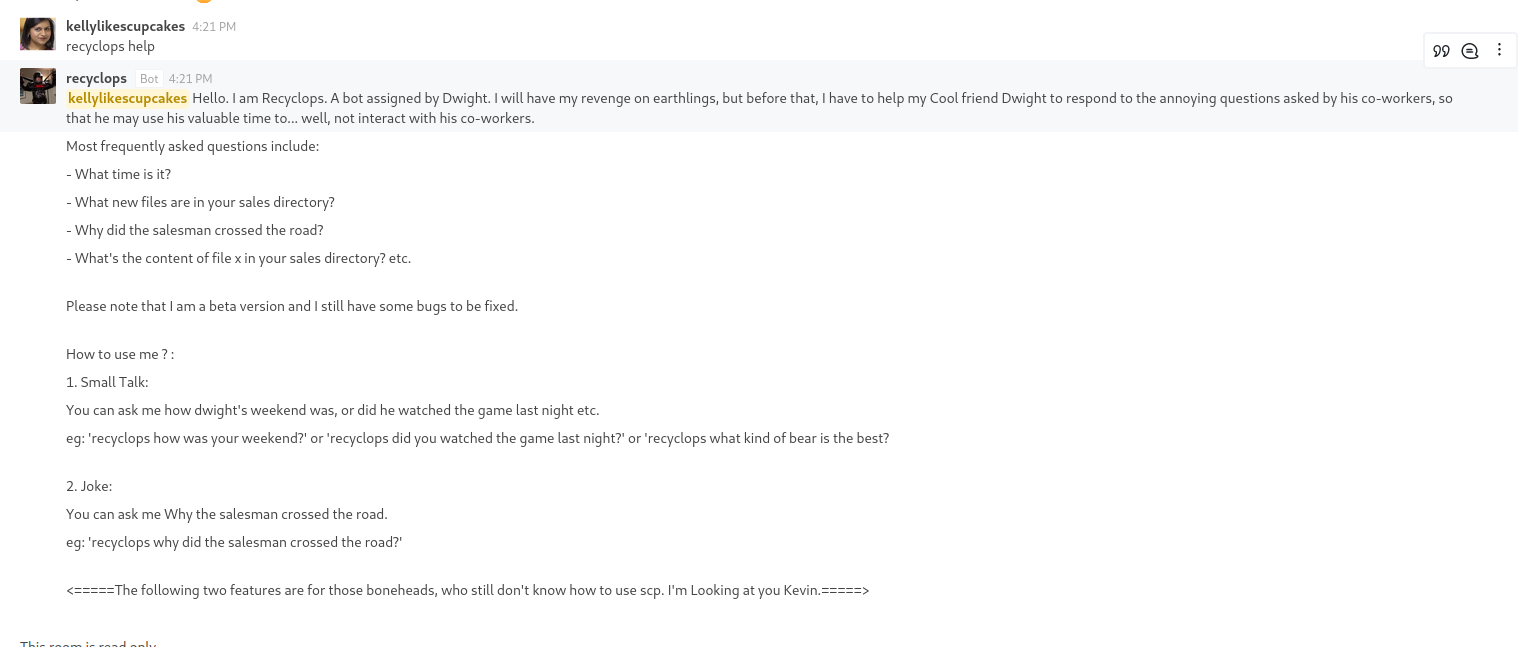 kellylikescupcakes 4:21 PM
recyclops help
recyclops Bot 4:21 PM
kellylikescupcakes Hello. I am Recyclops. A bot assigned by Dwight. I will have my revenge on earthlings, but before that, I have to help my Cool friend Dwight to respond to the annoying questions asked by his co-workers, so
that he may use his valuable time to... well, not interact with his co-workers.
Most frequently asked questions include:
- What time is it?
- What new files are in your sales directory?
- Why did the salesman crossed the road?
- What's the content of file x in your sales directory? etc.
Please note that I am a beta version and I still have some bugs to be fixed.
How to use me ? :
1. Small Talk:
You can ask me how dwight's weekend was, or did he watched the game last night etc.
eg: 'recyclops how was your weekend?' or 'recyclops did you watched the game last night?' or 'recyclops what kind of bear is the best?
2. Joke:
You can ask me Why the salesman crossed the road.
eg: 'recyclops why did the salesman crossed the road?'
<=====The following two features are for those boneheads, who still don't know how to use scp. I'm Looking at you Kevin.=====>
This room is read only